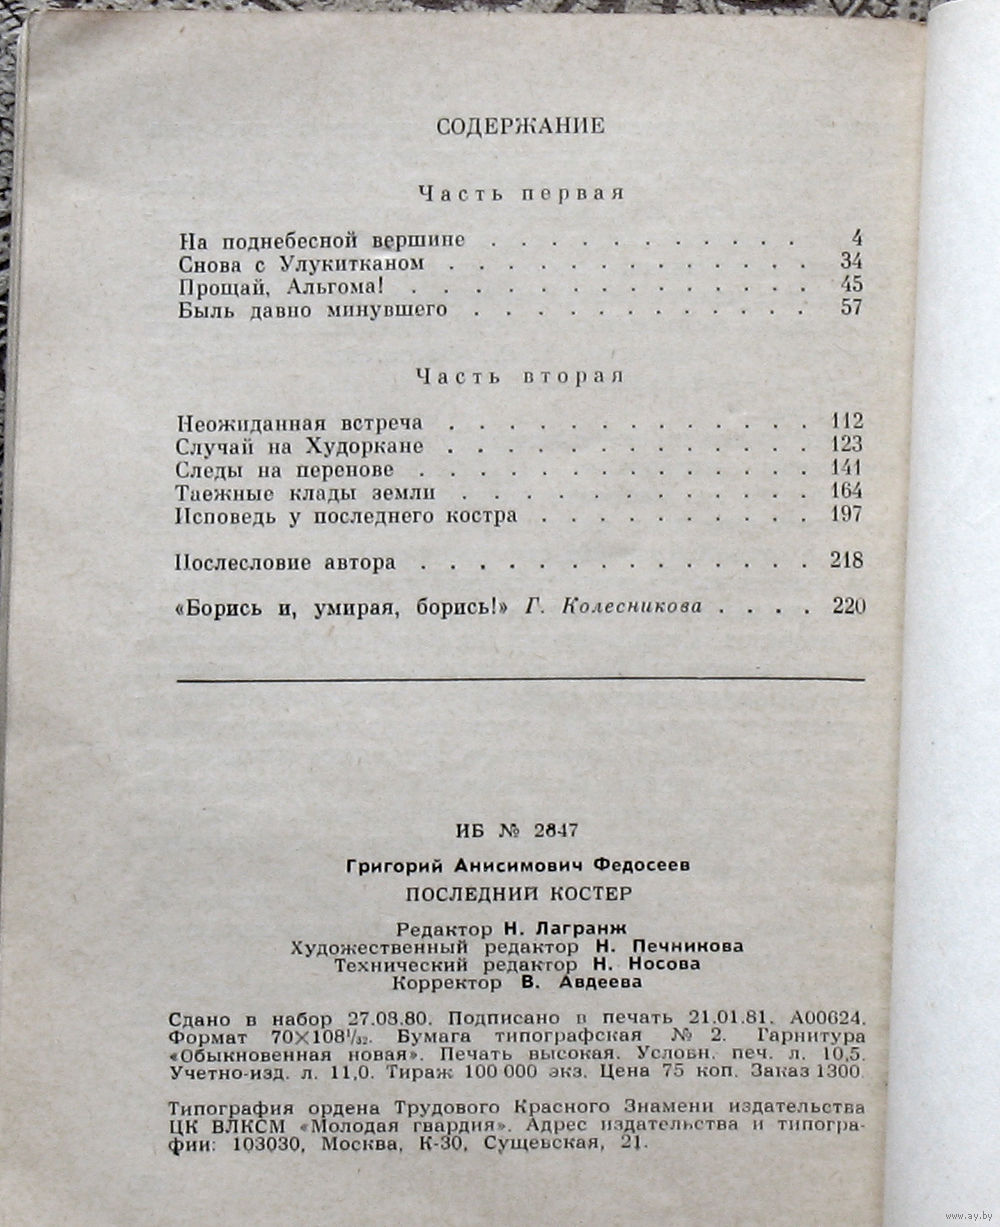 СОДЕРЖАНИЕ
Часть первая
На поднебесной вершине . . . . . . . . . . . 4
Снова с Улукитканом . . . . . . . . . . . . . 34
Прощай, Альгома! . . . . . . . . . . . . . . 45
Быль давно минувшего . . . . . . . . . . . . 57
Часть вторая
Неожиданная встреча . . . . . . . . . . . . . 112
Случай на Худоркане . . . . . . . . . . . . . 123
Следы на перенове . . . . . . . . . . . . . . 141
Таежные клады земли . . . . . . . . . . . . 164
Исповедь у последнего костра . . . . . . . . . . 197
Послесловие автора . . . . . . . . . . . . . . 218
«Борись и, умирая, борись!» Г. Колесникова . . . . 220
ИБ № 2847
Григорий Анисимович Федосеев
ПОСЛЕДНИЙ КОСТЕР
Редактор Н. Лагранж
Художественный редактор Н. Печникова
Технический редактор Н. Носова
Корректор В. Авдеева
Сдано в набор 27.03.80. Подписано в печать 21.01.81. А00624.
Формат 70×108¹/₃₂. Бумага типографская № 2. Гарнитура
«Обыкновенная новая». Печать высокая. Условн. печ. л. 10,5.
Учетно-изд. л. 11,0. Тираж 100 000 экз. Цена 75 коп. Заказ 1300.
Типография ордена Трудового Красного Знамени издательства
ЦК ВЛКСМ «Молодая гвардия». Адрес издательства и типогра-
фии: 103030, Москва, К-30, Сущевская, 21.
www.ay.by